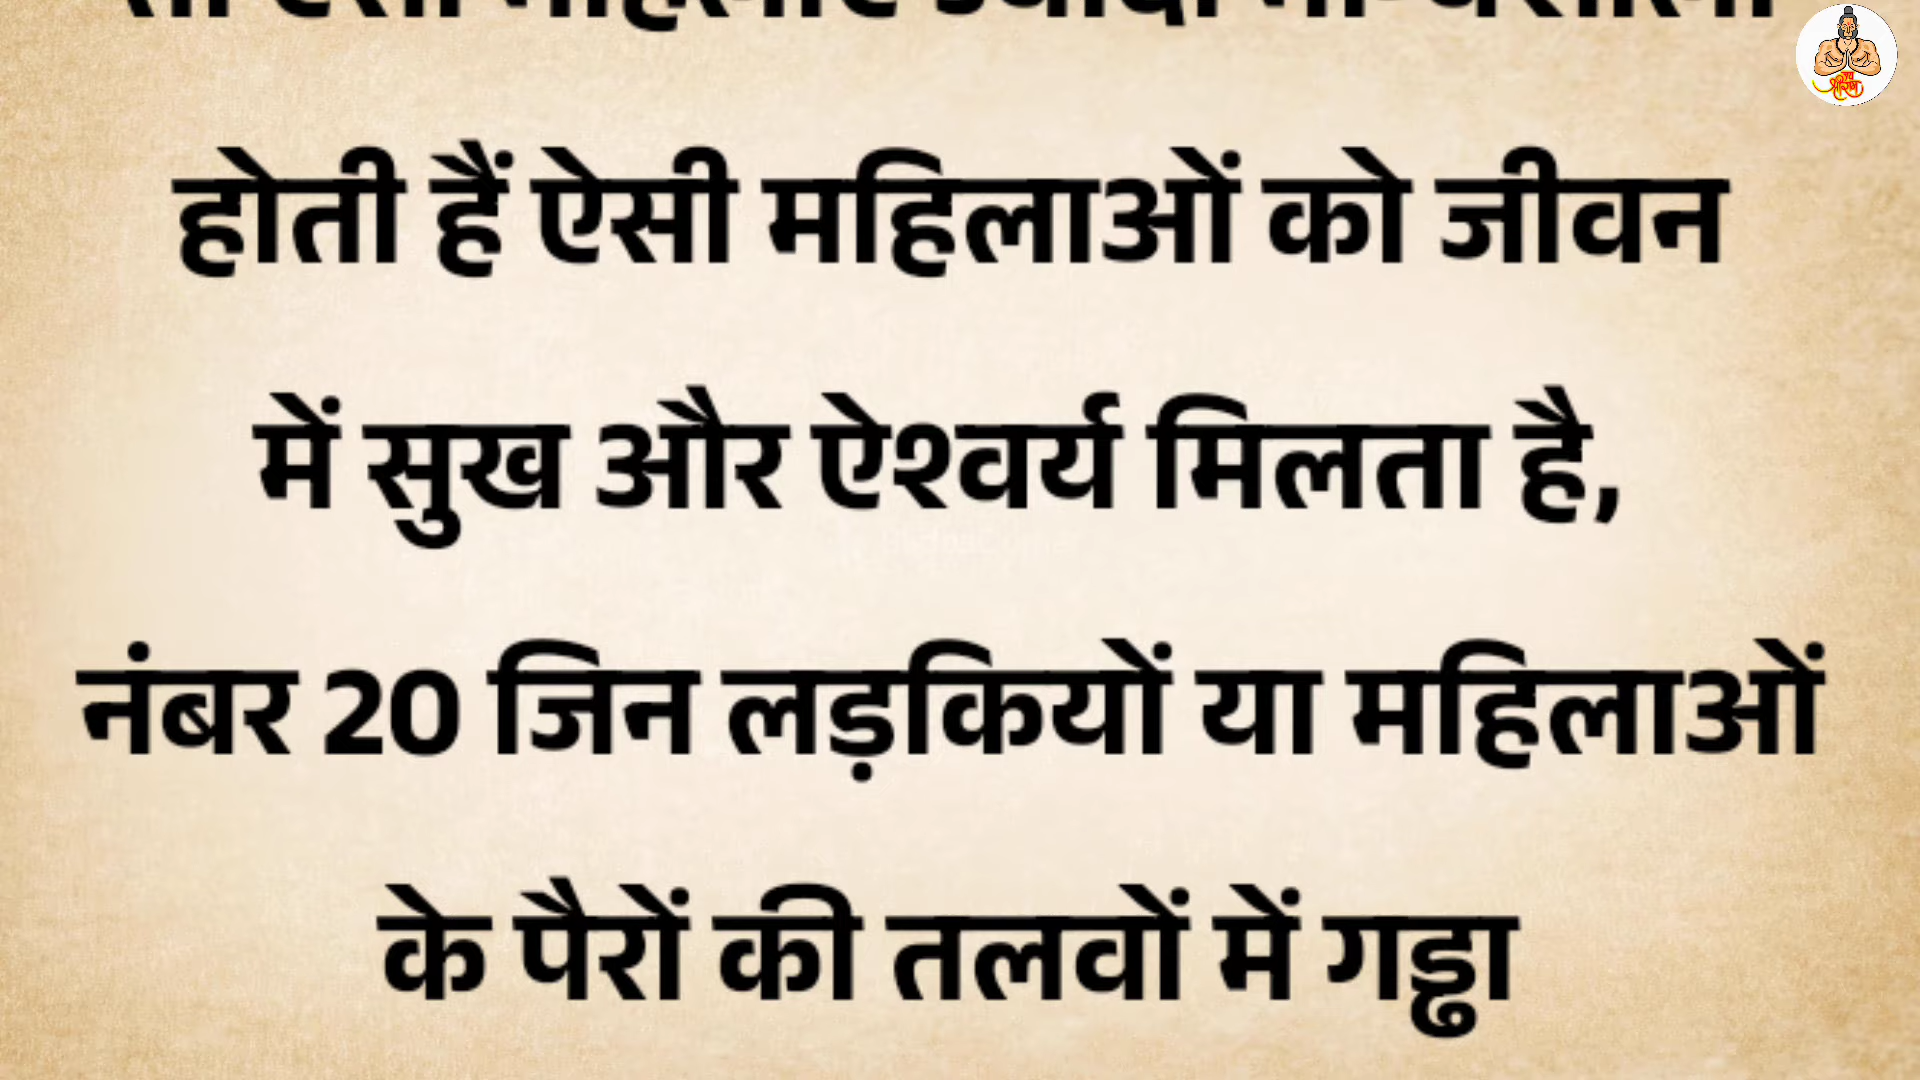 होती हैं ऐसी महिलाओं को जीवन
में सुख और ऐश्वर्य मिलता है,
नंबर 20 जिन लड़कियों या महिलाओं
के पैरों की तलवों में गड्ढा